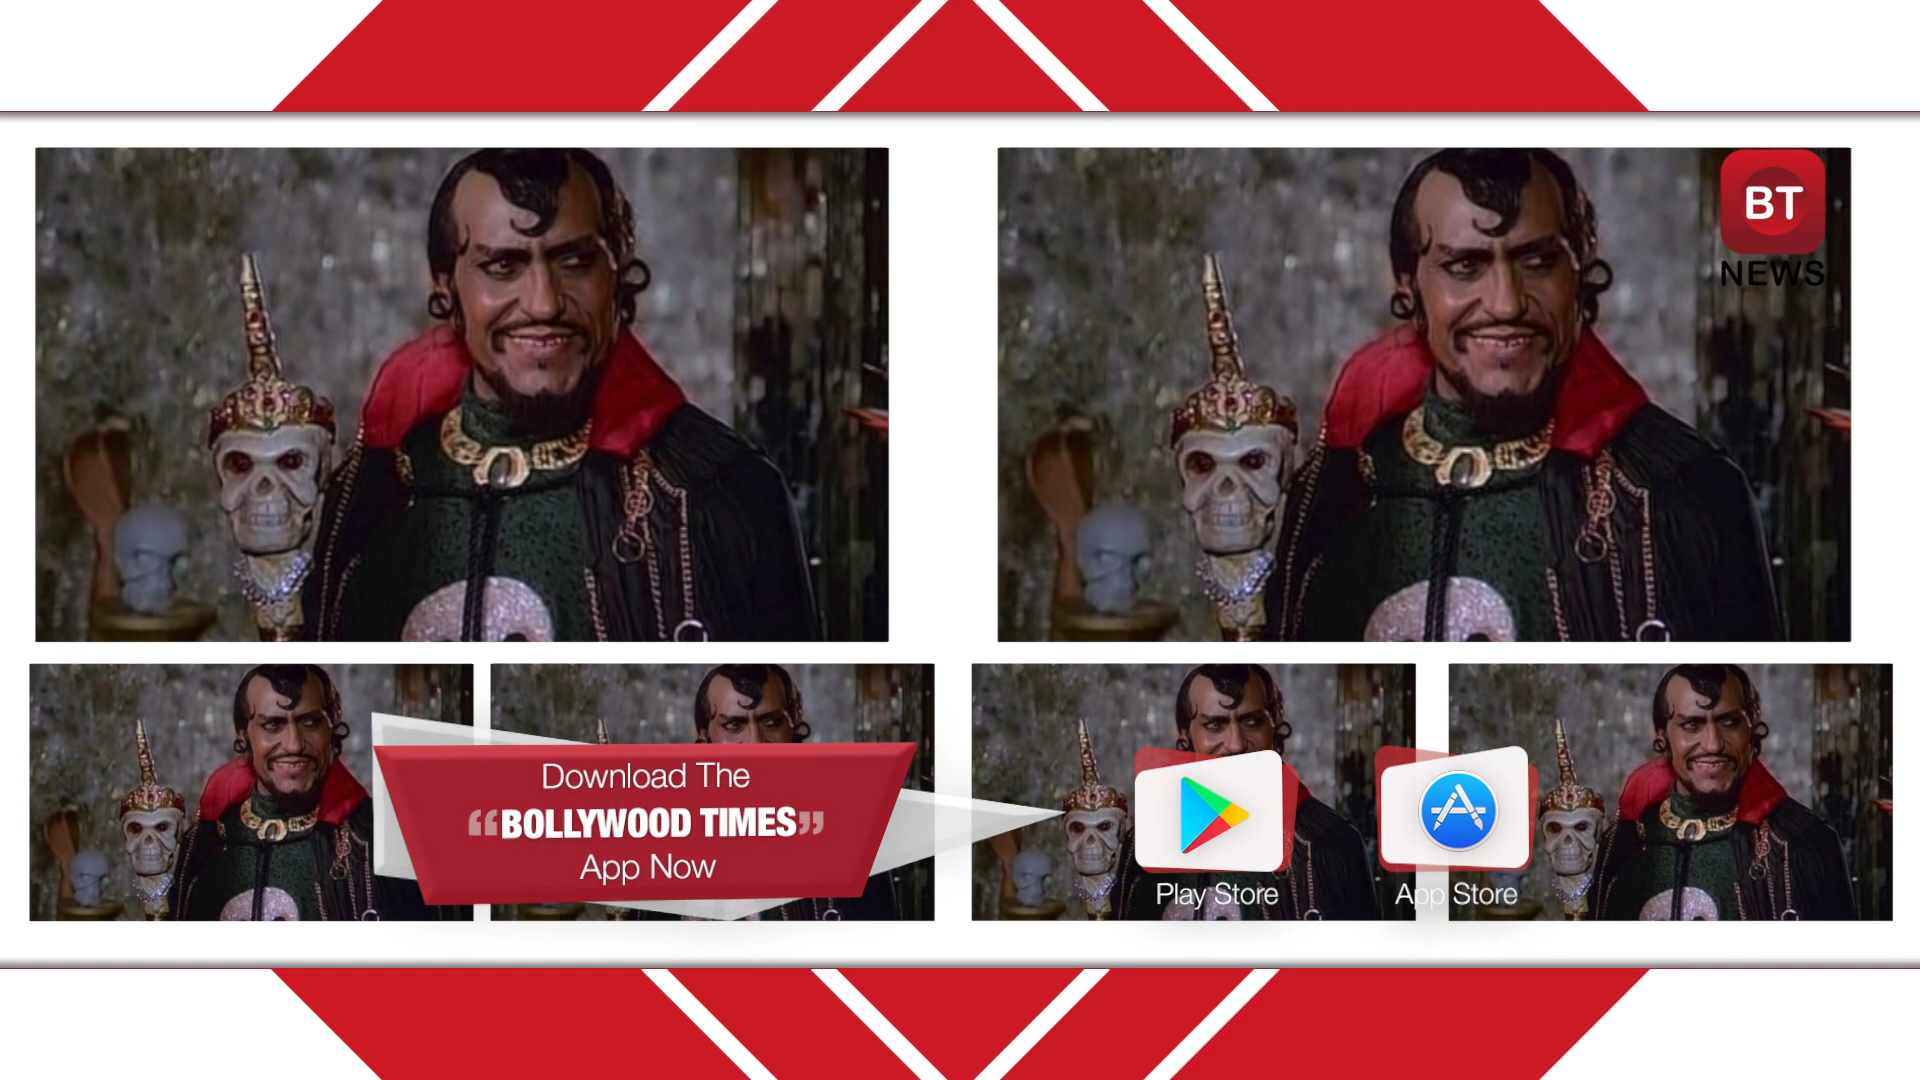 BT
NEWS
Download The
“BOLLYWOOD TIMES”
App Now
Play Store
App Store